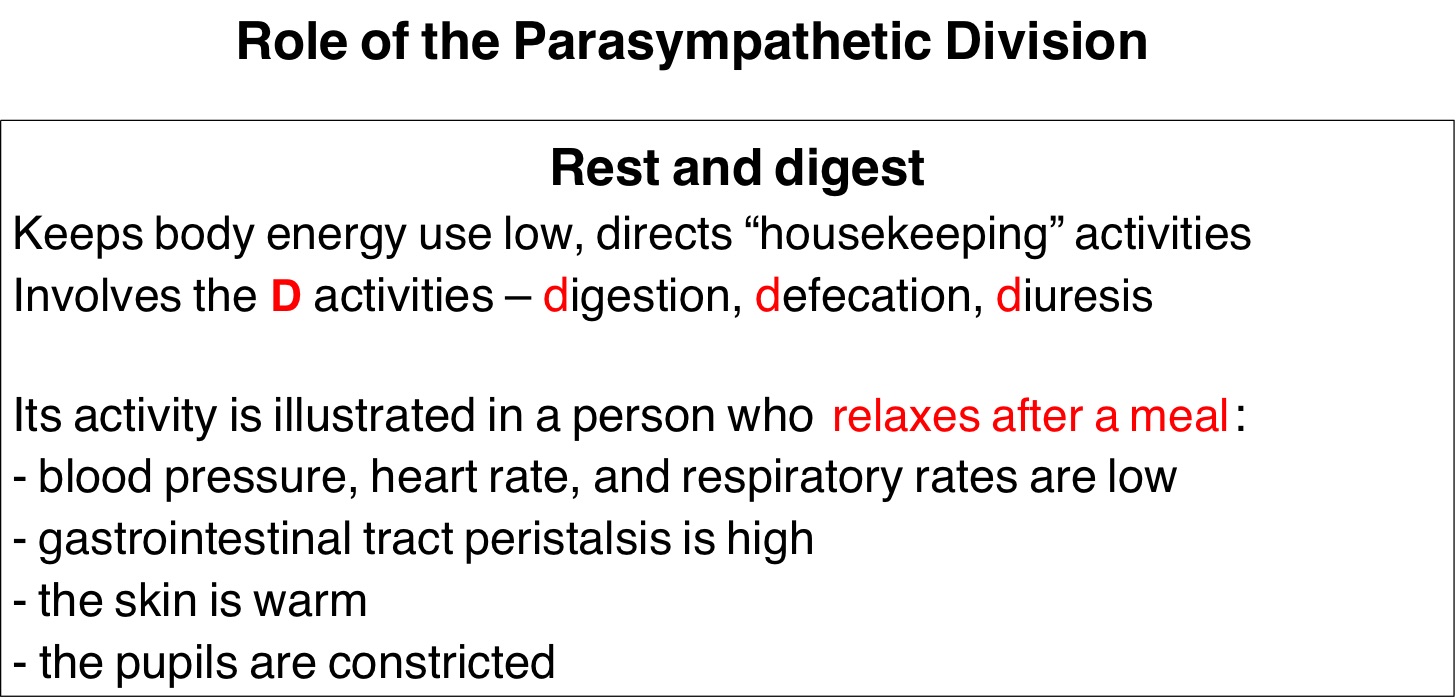 Role of the Parasympathetic Division
Rest and digest
Keeps body energy use low, directs “housekeeping” activities
Involves the D activities – digestion, defecation, diuresis
Its activity is illustrated in a person who relaxes after a meal:
- blood pressure, heart rate, and respiratory rates are low
- gastrointestinal tract peristalsis is high
- the skin is warm
- the pupils are constricted